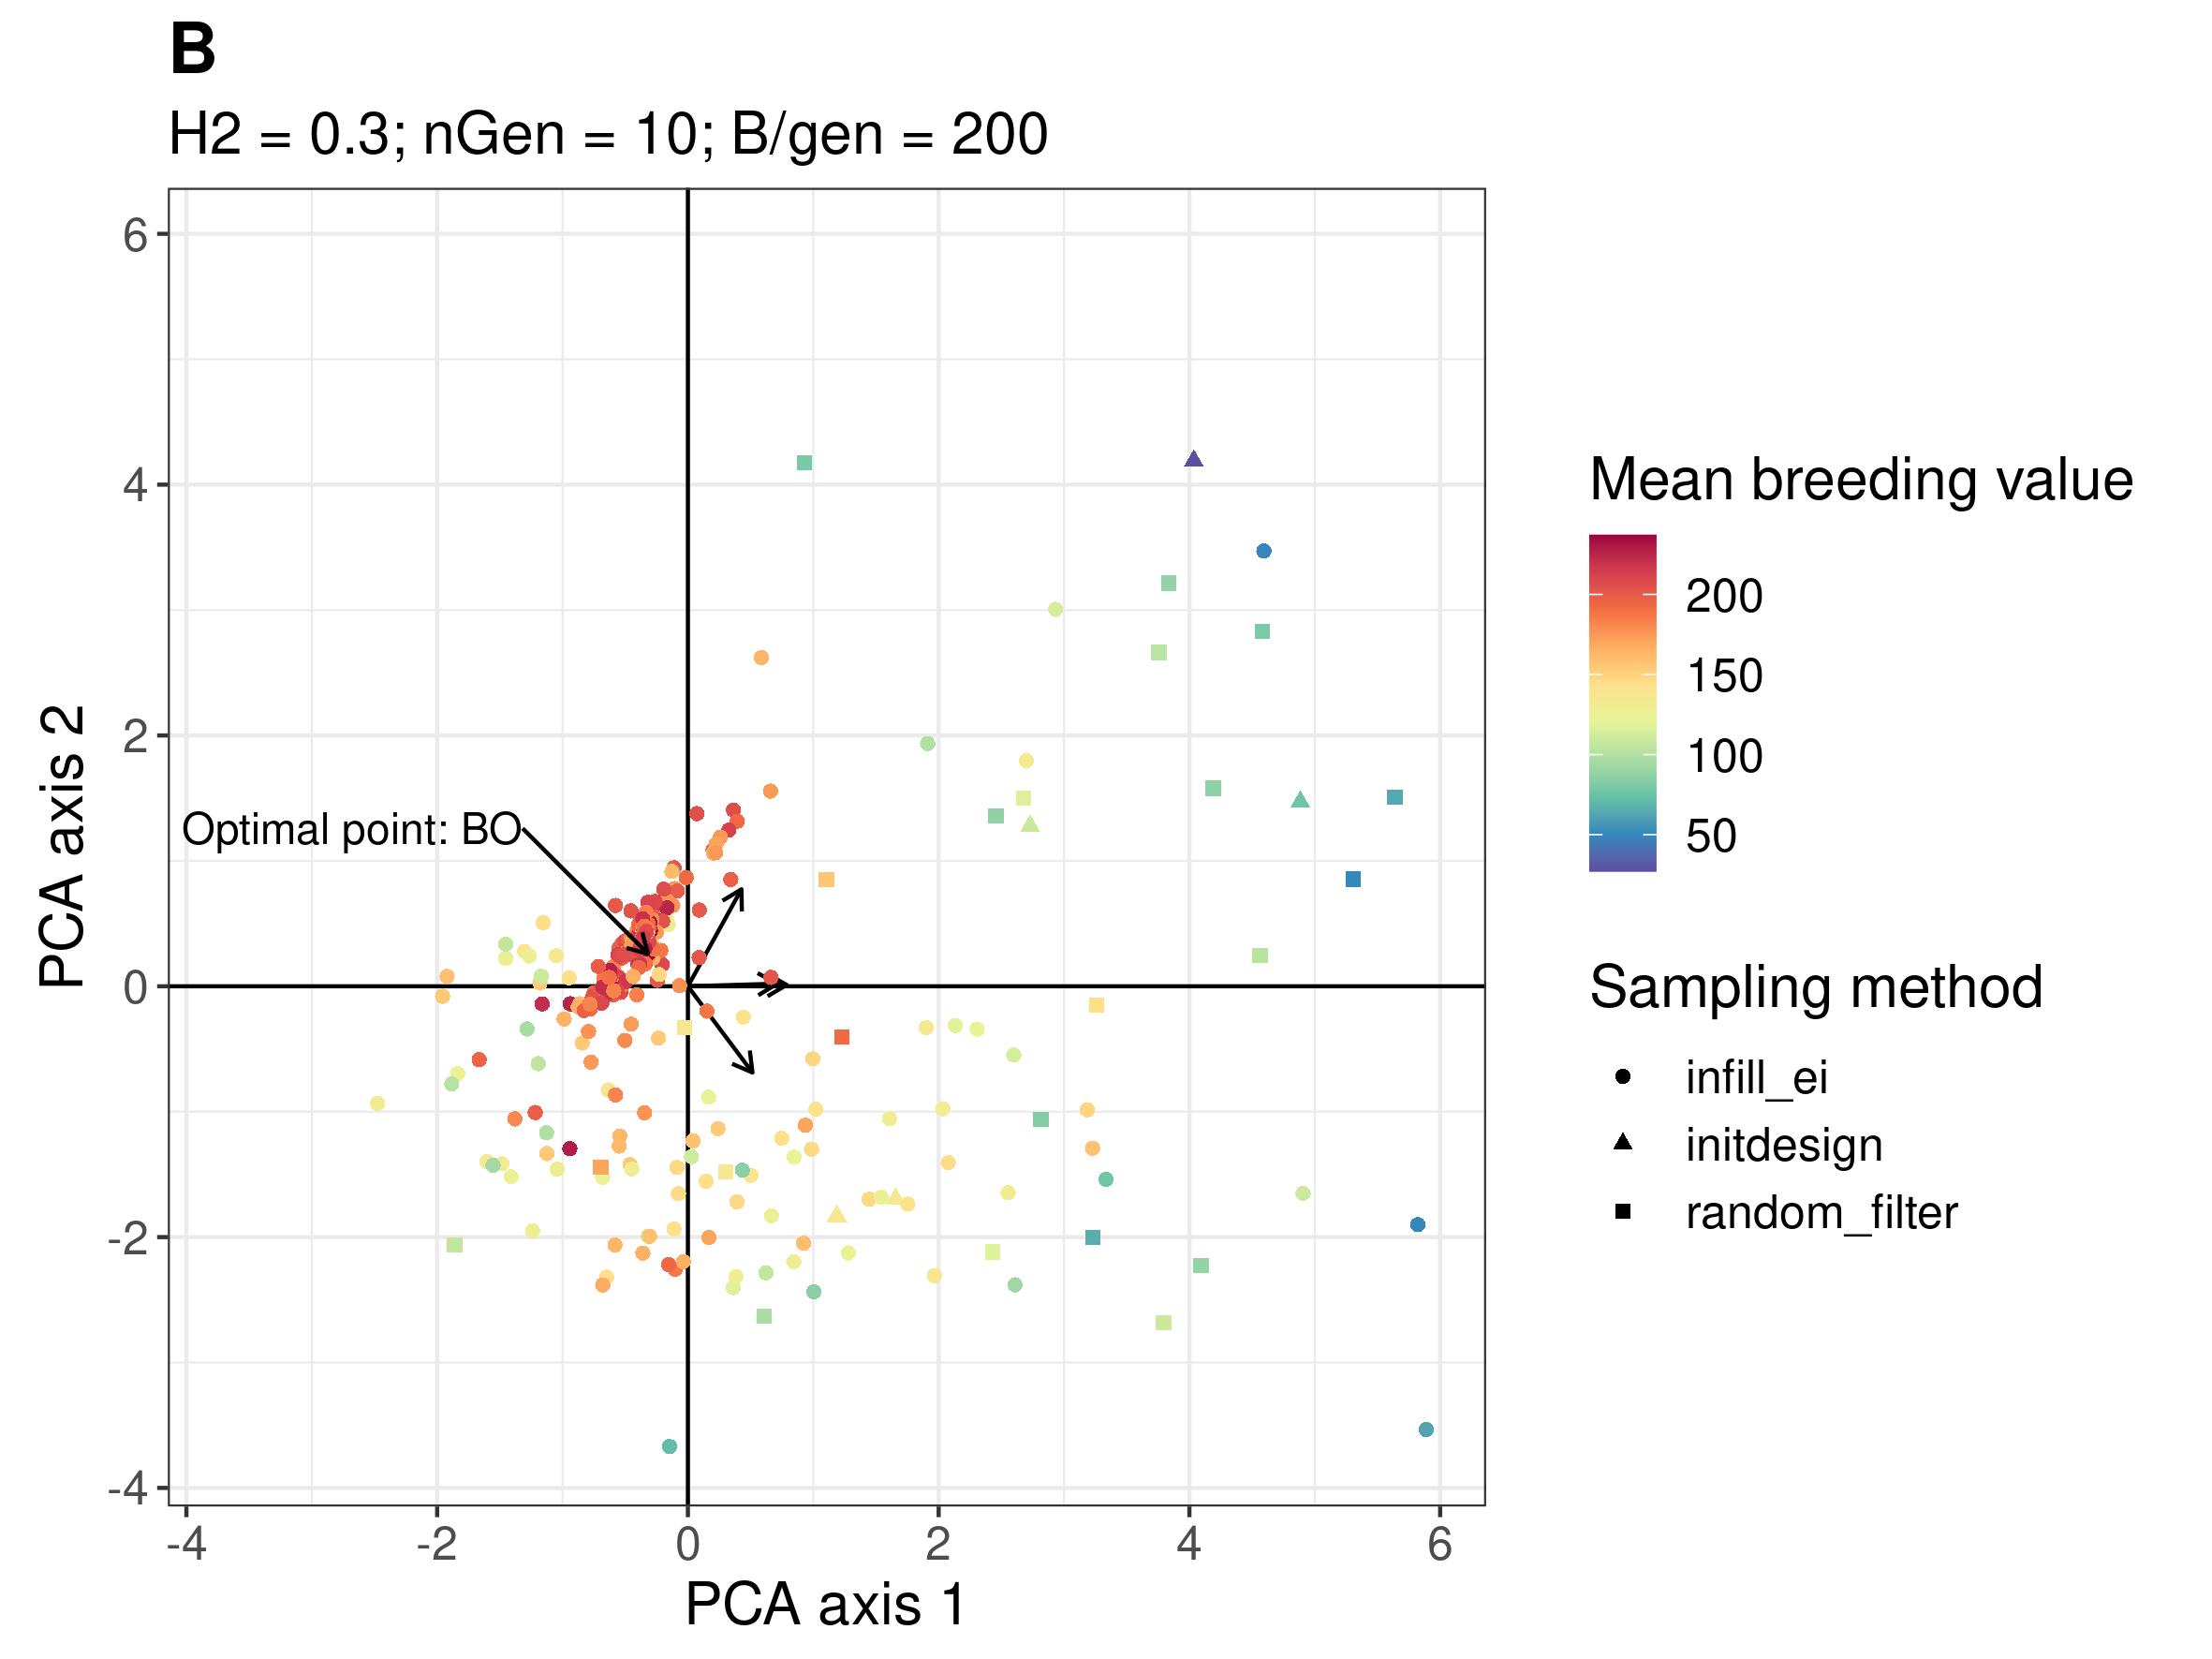 B
H2 = 0.3; nGen = 10; B/gen = 200
6
4
2
0
-2
-4
PCA axis 2
Optimal point: BO
-4
-2
0
2
4
6
PCA axis 1
Mean breeding value
200
150
100
50
Sampling method
infill_ei
initdesign
random_filter